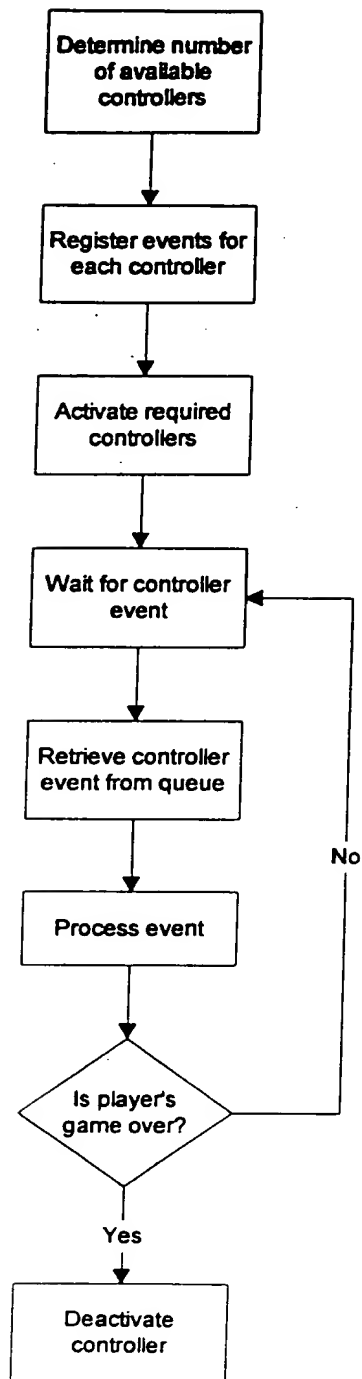 Determine number
of available
controllers
Register events for
each controller
Activate required
controllers
Wait for controller
event
Retrieve controller
event from queue
No
Process event
Is player's
game over?
Yes
Deactivate
controller